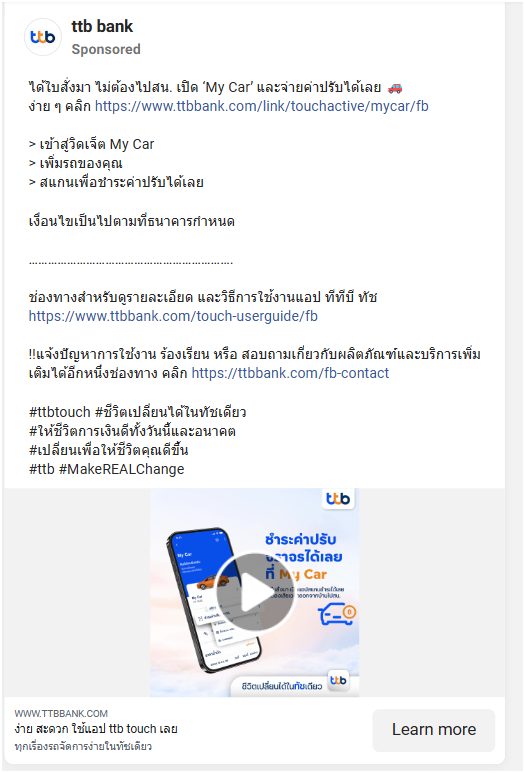 ttb
ttb bank
Sponsored
ได้ใบสั่งมา ไม่ต้องไปสน. เปิด ‘My Car’ และจ่ายค่าปรับได้เลย 🚗
ง่าย ๆ คลิก https://www.ttbbank.com/link/touchactive/mycar/fb
> เข้าสู่วิดเจ็ต My Car
> เพิ่มรถของคุณ
> สแกนเพื่อชำระค่าปรับได้เลย
เงื่อนไขเป็นไปตามที่ธนาคารกำหนด
……………………………………………………….
ช่องทางสำหรับดูรายละเอียด และวิธีการใช้งานแอป ทีทีบี ทัช
https://www.ttbbank.com/touch-userguide/fb
!!แจ้งปัญหาการใช้งาน ร้องเรียน หรือ สอบถามเกี่ยวกับผลิตภัณฑ์และบริการเพิ่ม
เติมได้อีกหนึ่งช่องทาง คลิก https://ttbbank.com/fb-contact
#ttbtouch #ชีวิตเปลี่ยนได้ในทัชเดียว
#ให้ชีวิตการเงินดีทั้งวันนี้และอนาคต
#เปลี่ยนเพื่อให้ชีวิตคุณดีขึ้น
#ttb #MakeREALChange
ttb
ชำระค่าปรับ
จราจรได้เลย
ที่ My Car
My Car
My Car
ชีวิตเปลี่ยนได้ในทัชเดียว
ttb
WWW.TTBBANK.COM
ง่าย สะดวก ใช้แอป ttb touch เลย
ทุกเรื่องรถจัดการง่ายในทัชเดียว
Learn more